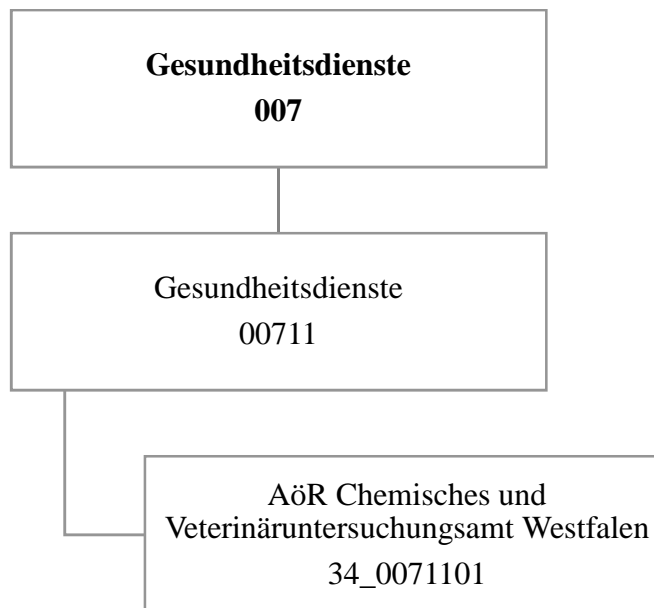 Gesundheitsdienste
007
Gesundheitsdienste
00711
AöR Chemisches und
Veterinäruntersuchungsamt Westfalen
34_0071101